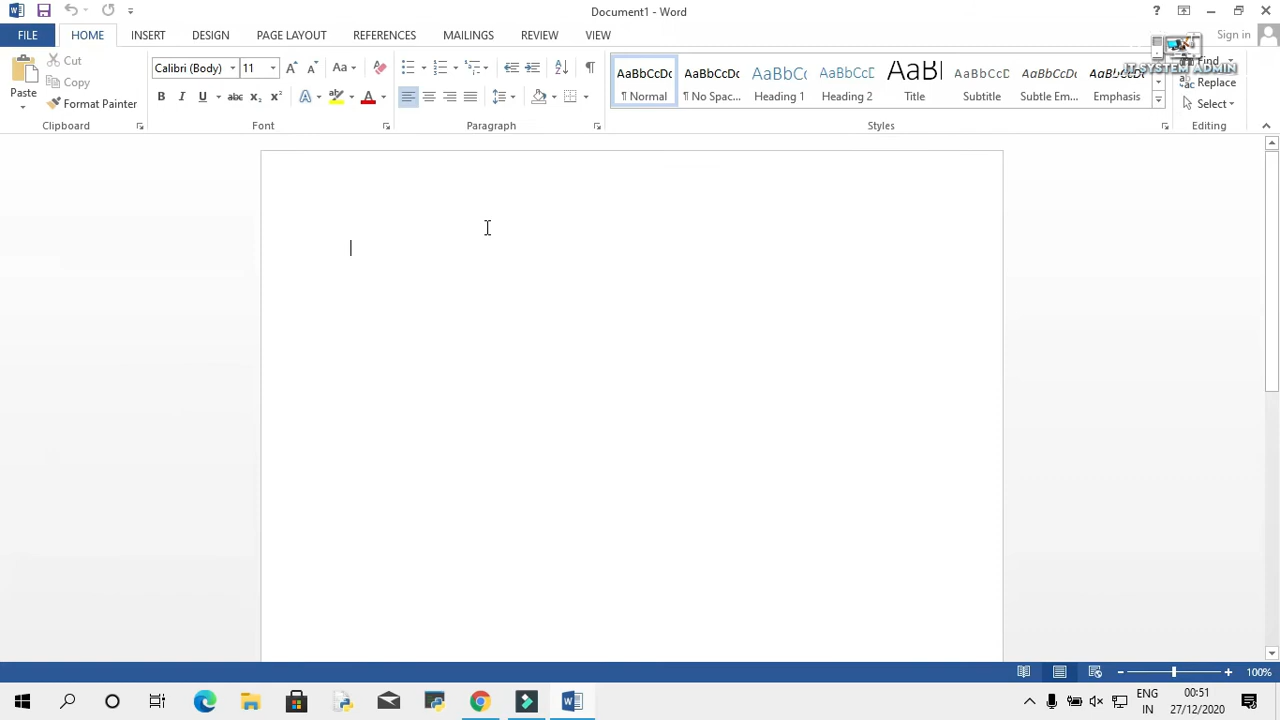 Document1 - Word
?
FILE HOME INSERT DESIGN PAGE LAYOUT REFERENCES MAILINGS REVIEW VIEW Sign in
Cut
Copy
Format Painter
Paste
Clipboard
Calibri (Body) 11
Font
Paragraph
AaBbCcDc AaBbCcDc AaBbCc AaBbCcD AaBl AaBbCcD AaBbCcDc AaBbCcDc
¶ Normal ¶ No Spac... Heading 1 Heading 2 Title Subtitle Subtle Em... Emphasis
Styles
Find
IT SYSTEM ADMIN
Replace
Select
Editing
100%
ENG
IN
00:51
27/12/2020